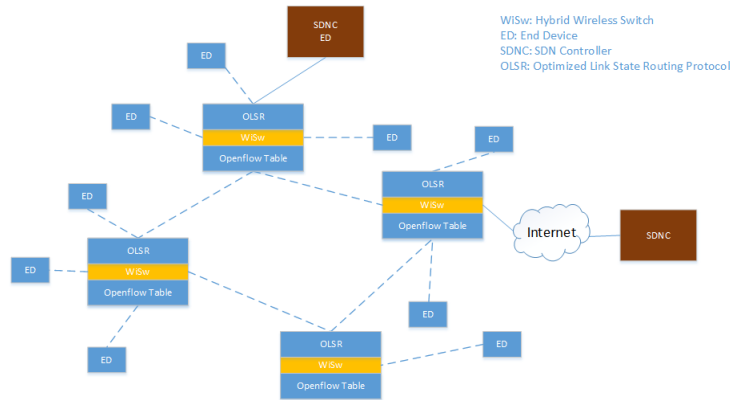 SDNC
ED
WiSw: Hybrid Wireless Switch
ED: End Device
SDNC: SDN Controller
OLSR: Optimized Link State Routing Protocol
ED
ED
OLSR
WiSw
Openflow Table
ED
ED
OLSR
WiSw
Openflow Table
Internet
SDNC
ED
OLSR
WiSw
Openflow Table
ED
ED
ED
OLSR
WiSw
Openflow Table
ED